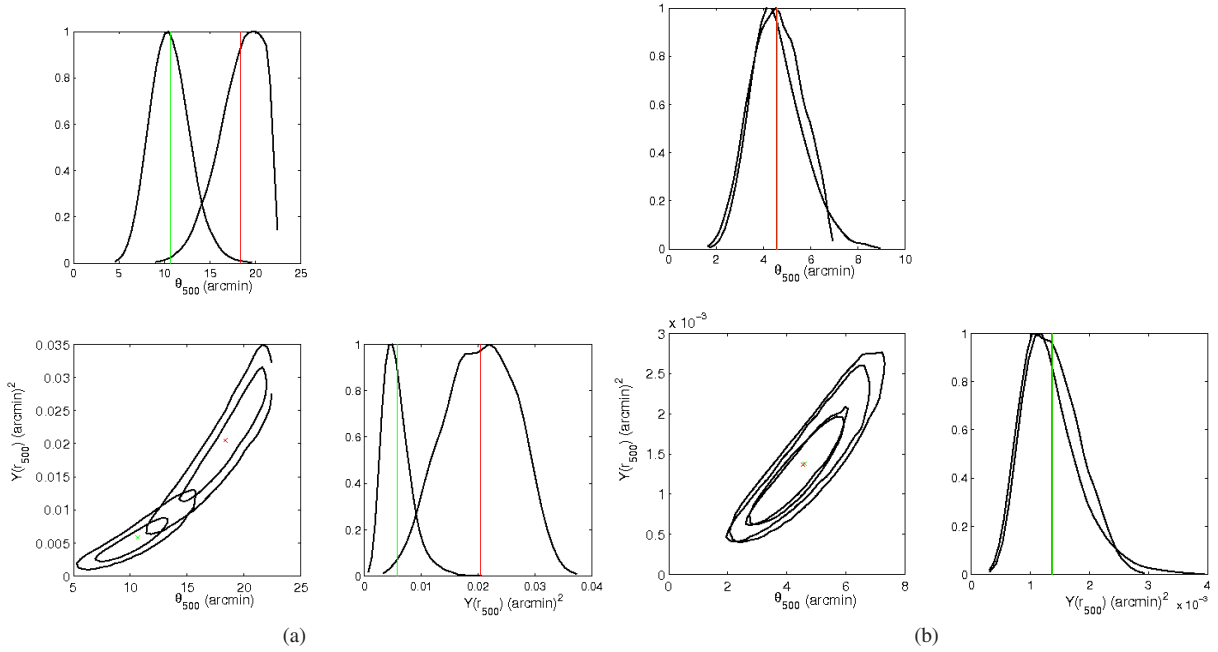 1
0.8
0.6
0.4
0.2
0
0 5 10 15 20 25
θ500 (arcmin)
0.035
0.03
0.025
0.02
0.015
0.01
0.005
0
5 10 15 20 25
Y(r500) (arcmin)2
θ500 (arcmin)
1
0.8
0.6
0.4
0.2
0
0 0.01 0.02 0.03 0.04
Y(r500) (arcmin)2
(a)
1
0.8
0.6
0.4
0.2
0
0 2 4 6 8 10
θ500 (arcmin)
x 10-3
3
2.5
2
1.5
1
0.5
0
0 2 4 6 8
Y(r500) (arcmin)2
θ500 (arcmin)
1
0.8
0.6
0.4
0.2
0
0 1 2 3 4
Y(r500) (arcmin)2 x 10-3
(b)